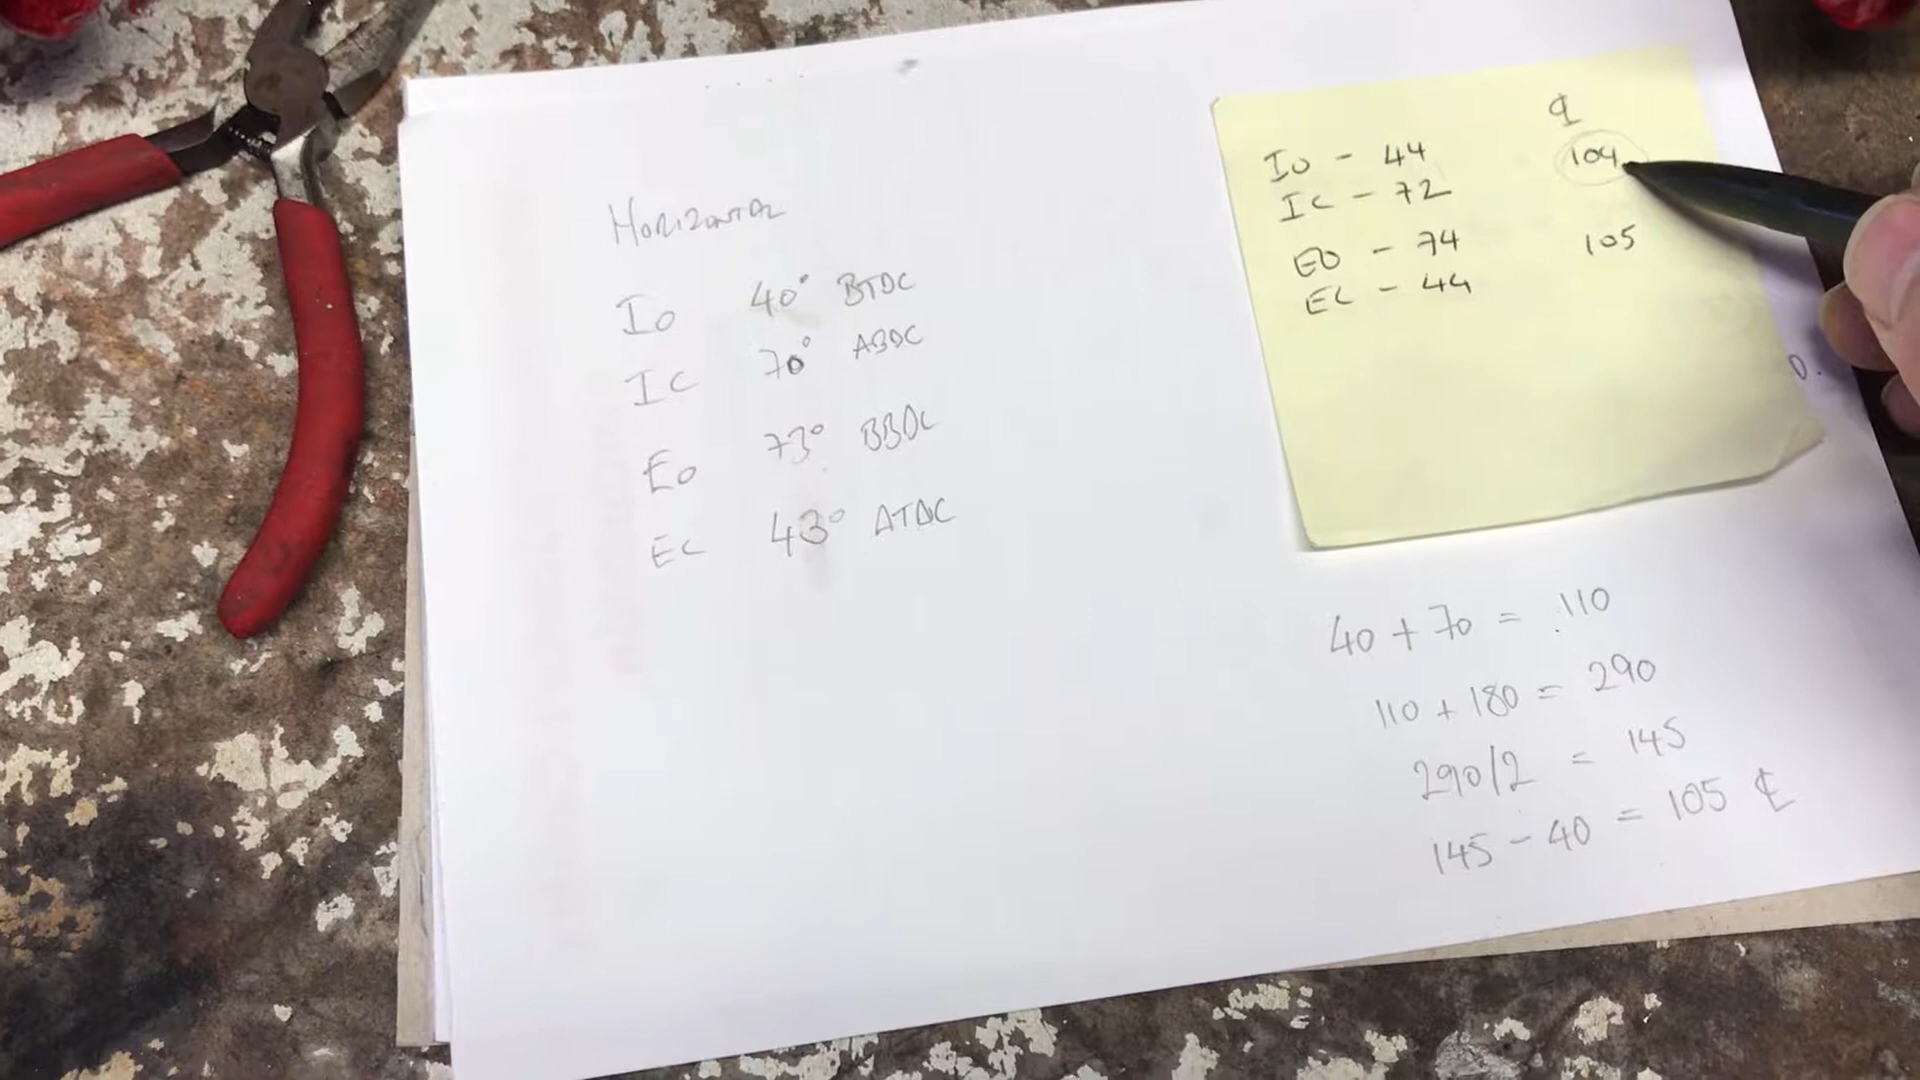 HORIZONTAL
IO 40° BTDC
IC 70° ABDC
EO 73° BBDC
EC 43° ATDC
℄
IO - 44 104
IC - 72
EO - 74 105
EC - 44
40 + 70 = 110
110 + 180 = 290
290/2 = 145
145 - 40 = 105 ℄